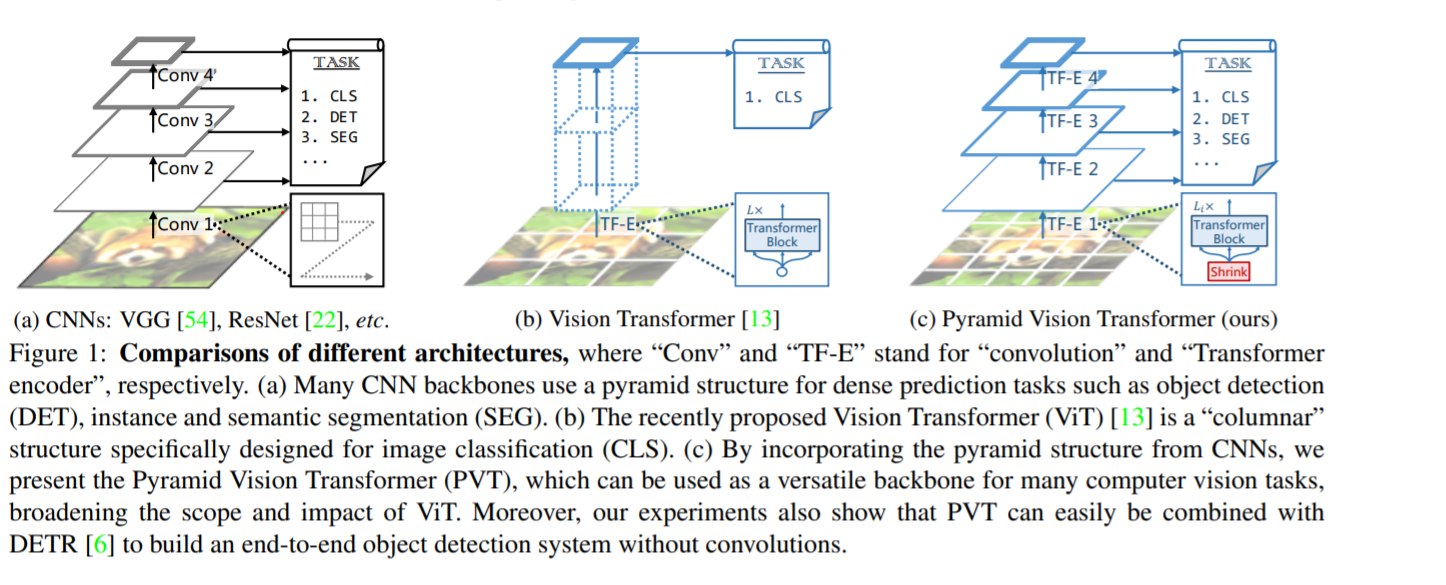 TASK
Conv 4
1. CLS
Conv 3
2. DET
3. SEG
...
Conv 2
Conv 1
(a) CNNs: VGG [54], ResNet [22], etc.
TASK
1. CLS
TF-E
L×
Transformer
Block
(b) Vision Transformer [13]
TASK
TF-E 4
1. CLS
TF-E 3
2. DET
3. SEG
...
TF-E 2
TF-E 1
Lᵢ×
Transformer
Block
Shrink
(c) Pyramid Vision Transformer (ours)
Figure 1: Comparisons of different architectures, where “Conv” and “TF-E” stand for “convolution” and “Transformer
encoder”, respectively. (a) Many CNN backbones use a pyramid structure for dense prediction tasks such as object detection
(DET), instance and semantic segmentation (SEG). (b) The recently proposed Vision Transformer (ViT) [13] is a “columnar”
structure specifically designed for image classification (CLS). (c) By incorporating the pyramid structure from CNNs, we
present the Pyramid Vision Transformer (PVT), which can be used as a versatile backbone for many computer vision tasks,
broadening the scope and impact of ViT. Moreover, our experiments also show that PVT can easily be combined with
DETR [6] to build an end-to-end object detection system without convolutions.